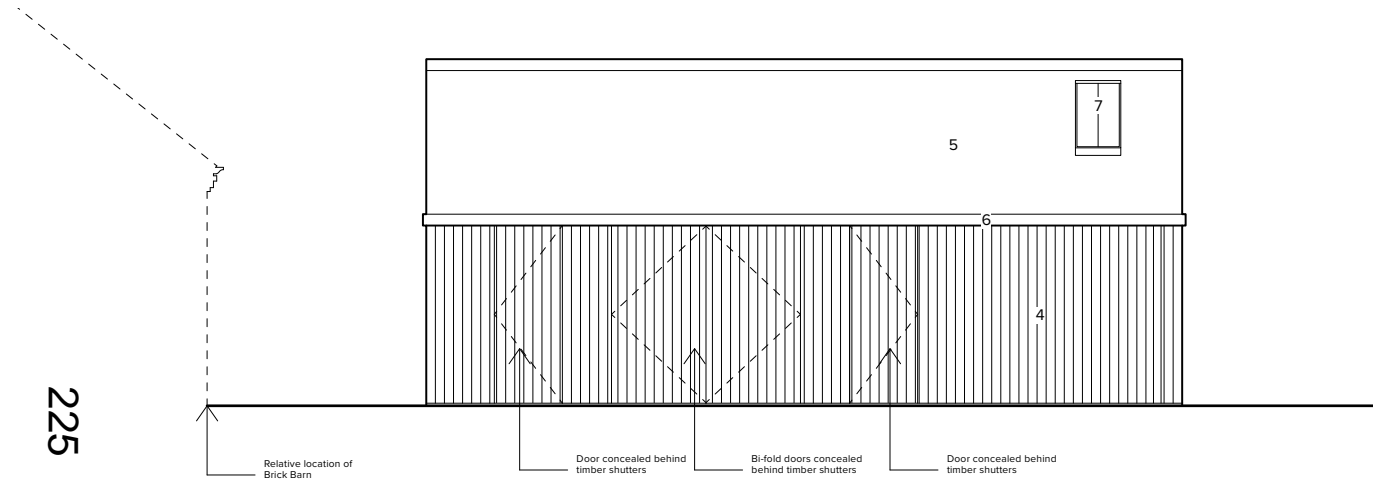 7
5
6
4
225
Relative location of
Brick Barn
Door concealed behind
timber shutters
Bi-fold doors concealed
behind timber shutters
Door concealed behind
timber shutters